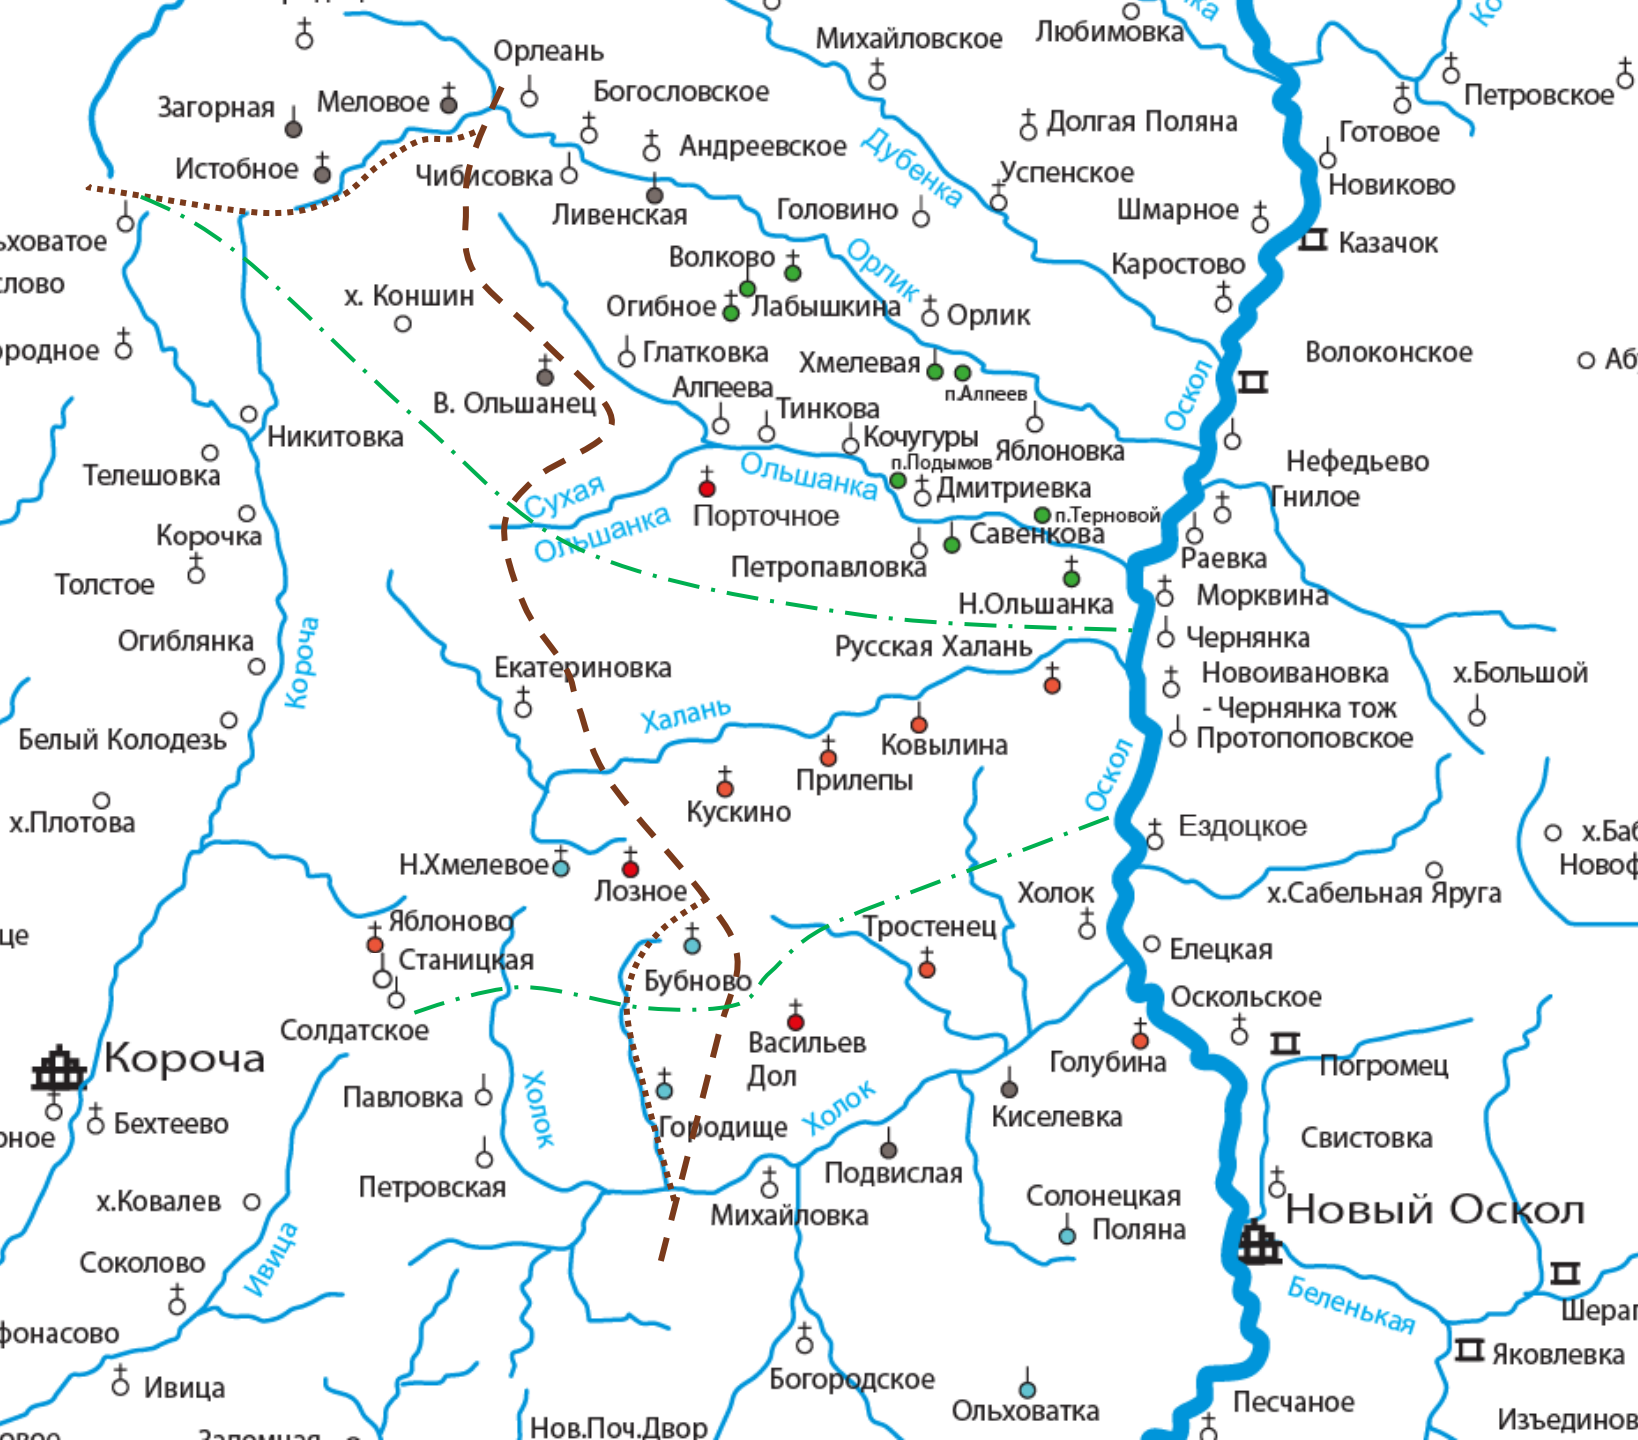 Орлеань
Михайловское
Любимовка
Загорная
Меловое
Богословское
Петровское
Долгая Поляна
Готовое
Истобное
Чибисовка
Андреевское
Дубенка
Успенское
Новиково
Ливенская
Головино
Шмарное
Казачок
Волково
Орлик
Каростово
х. Коншин
Огибное
Лабышкина
Орлик
Глатковка
Хмелевая
Волоконское
Алпеева
п.Алпеев
Оскол
В. Ольшанец
Тинкова
Никитовка
Кочугуры
Яблоновка
Телешовка
Ольшанка
п.Подымов
Нефедьево
Сухая
Ольшанка
Дмитриевка
Гнилое
Порточное
п.Терновой
Корочка
Савенкова
Раевка
Толстое
Петропавловка
Н.Ольшанка
Морквина
Огиблянка
Короча
Русская Халань
Чернянка
Екатериновка
Новоивановка
- Чернянка тож
х.Большой
Халань
Белый Колодезь
Ковылина
Протопоповское
Прилепы
Оскол
Кускино
х.Плотова
Ездоцкое
Н.Хмелевое
Лозное
Холок
х.Сабельная Яруга
Яблоново
Тростенец
Станицкая
Елецкая
Бубново
Солдатское
Оскольское
Васильев
Дол
Короча
Голубина
Погромец
Павловка
Холок
Холок
Киселевка
Бехтеево
Городище
Свистовка
Подвислая
Петровская
х.Ковалев
Михайловка
Солонецкая
Поляна
Новый Оскол
Соколово
Ивица
Беленькая
Яковлевка
Богородское
Ивица
Ольховатка
Песчаное
Нов.Поч.Двор